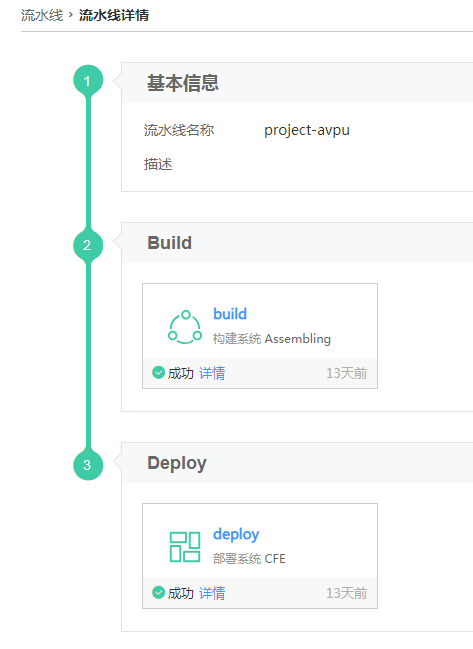 流水线 › 流水线详情
1
基本信息
流水线名称 project-avpu
描述
2
Build
build
构建系统 Assembling
成功 详情 13天前
3
Deploy
deploy
部署系统 CFE
成功 详情 13天前